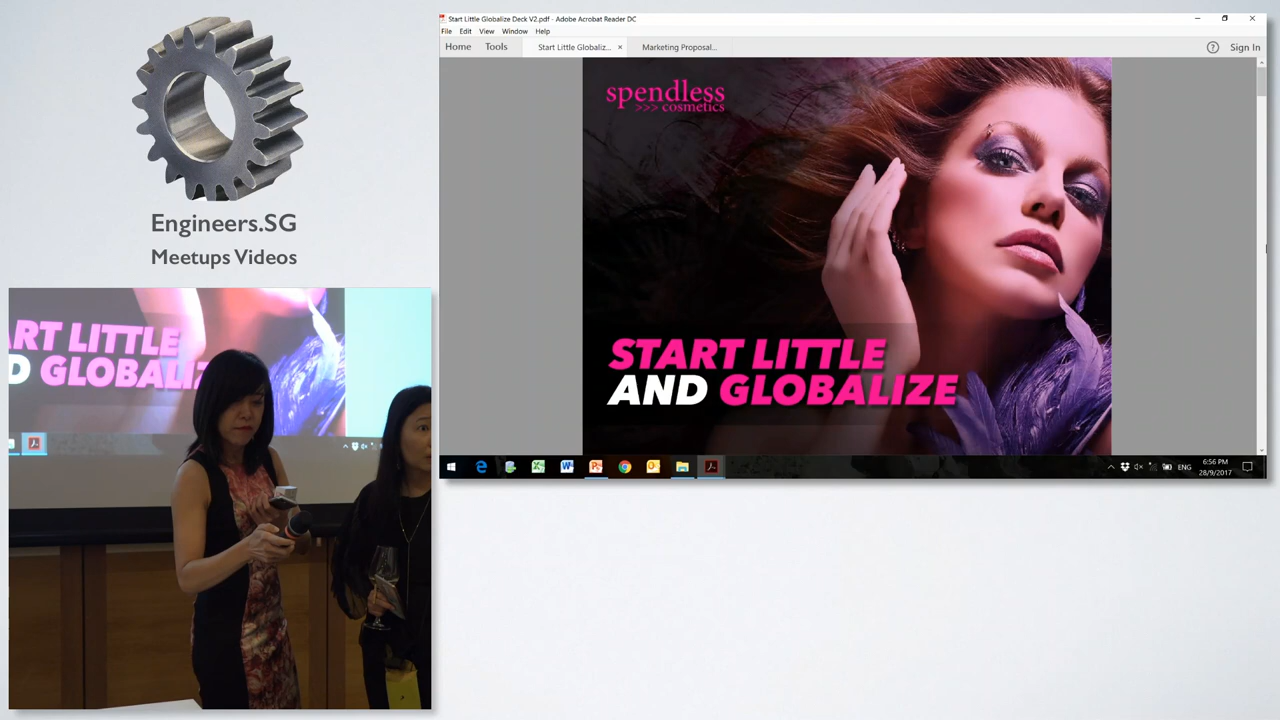 Engineers.SG
Meetups Videos
ART LITTLE
D GLOBALIZ
Start Little Globalize Deck V2.pdf - Adobe Acrobat Reader DC
File Edit View Window Help
Home Tools Start Little Globaliz... × Marketing Proposal... ? Sign In
spendless
>>> cosmetics
START LITTLE
AND GLOBALIZE
ENG
6:56 PM
28/9/2017